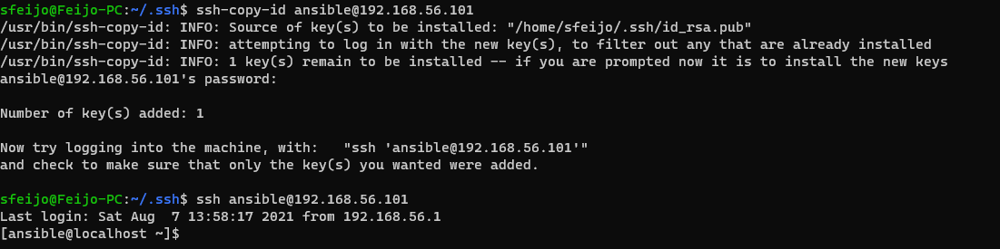 sfeijo@Feijo-PC:~/.ssh$ ssh-copy-id ansible@192.168.56.101
/usr/bin/ssh-copy-id: INFO: Source of key(s) to be installed: "/home/sfeijo/.ssh/id_rsa.pub"
/usr/bin/ssh-copy-id: INFO: attempting to log in with the new key(s), to filter out any that are already installed
/usr/bin/ssh-copy-id: INFO: 1 key(s) remain to be installed -- if you are prompted now it is to install the new keys
ansible@192.168.56.101's password:
Number of key(s) added: 1
Now try logging into the machine, with:   "ssh 'ansible@192.168.56.101'"
and check to make sure that only the key(s) you wanted were added.
sfeijo@Feijo-PC:~/.ssh$ ssh ansible@192.168.56.101
Last login: Sat Aug  7 13:58:17 2021 from 192.168.56.1
[ansible@localhost ~]$